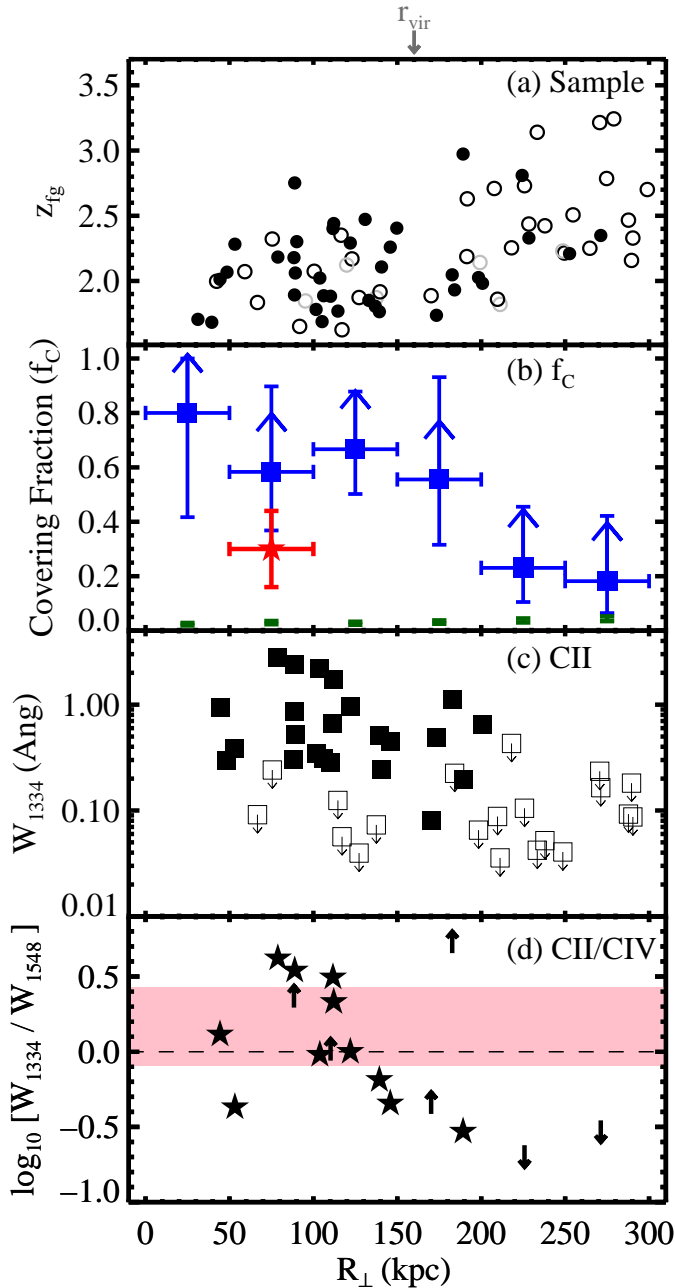 r_vir
(a) Sample
3.5
3.0
2.5
2.0
z_fg
(b) f_C
1.0
0.8
0.6
0.4
0.2
0.0
Covering Fraction (f_C)
(c) CII
1.00
0.10
0.01
W_1334 (Ang)
(d) CII/CIV
0.5
0.0
−0.5
−1.0
log_10 [W_1334 / W_1548]
0 50 100 150 200 250 300
R_⊥ (kpc)